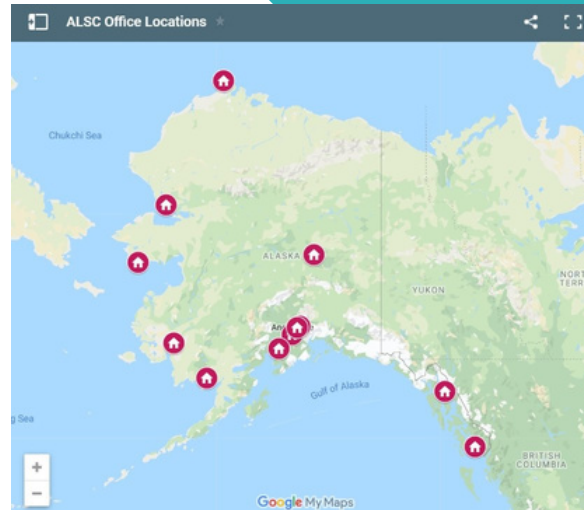 ALSC Office Locations
Chukchi Sea
ALASKA
YUKON
NORT
TERR
Gulf of Alaska
g Sea
BRITISH
COLUMBIA
+
−
Google My Maps